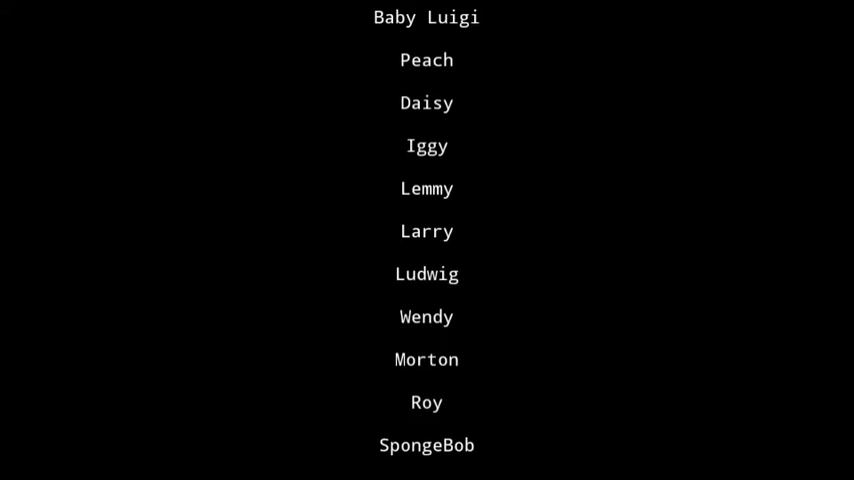 Baby Luigi
Peach
Daisy
Iggy
Lemmy
Larry
Ludwig
Wendy
Morton
Roy
SpongeBob